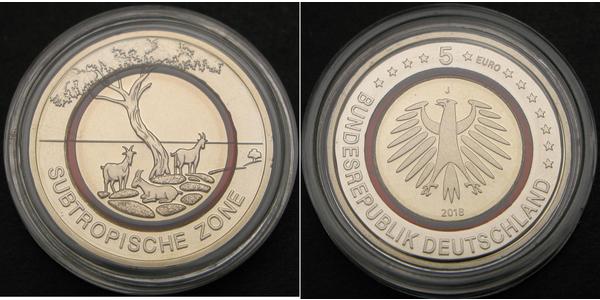 SUBTROPISCHE ZONE
5 EURO
J
2018
BUNDESREPUBLIK DEUTSCHLAND